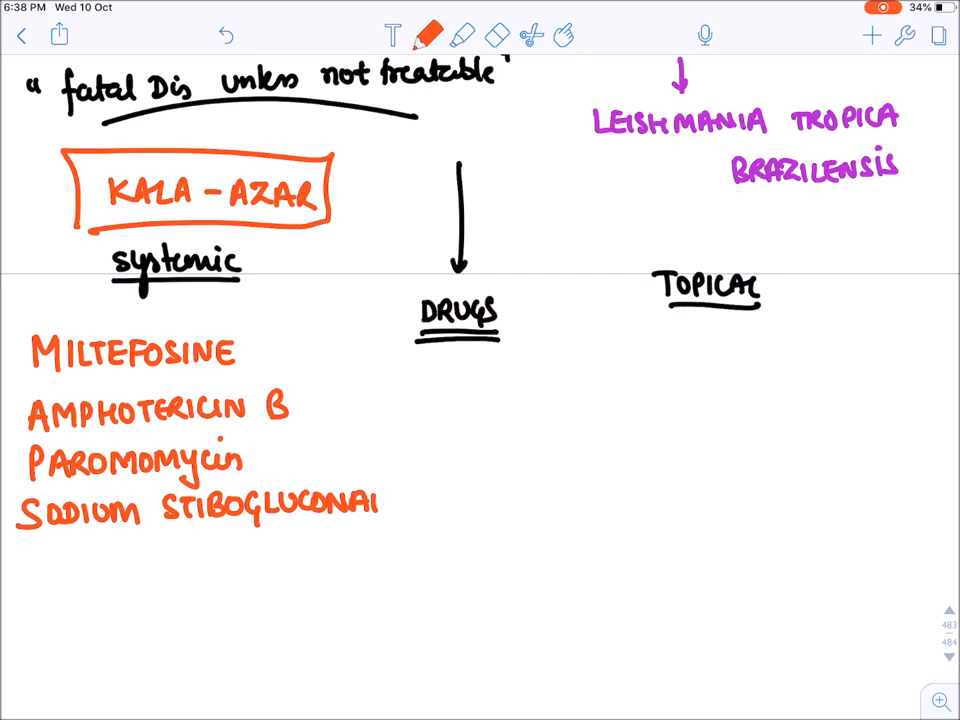 6:38 PM Wed 10 Oct
34%
T
“ fatal Dis unless not treatable "
LEISHMANIA TROPICA
BRAZILENSIS
KALA - AZAR
systemic
DRUGS
TOPICAL
MILTEFOSINE
AMPHOTERICIN B
PAROMOMYcin
SODIUM STIBOGLUCONAT
483
484